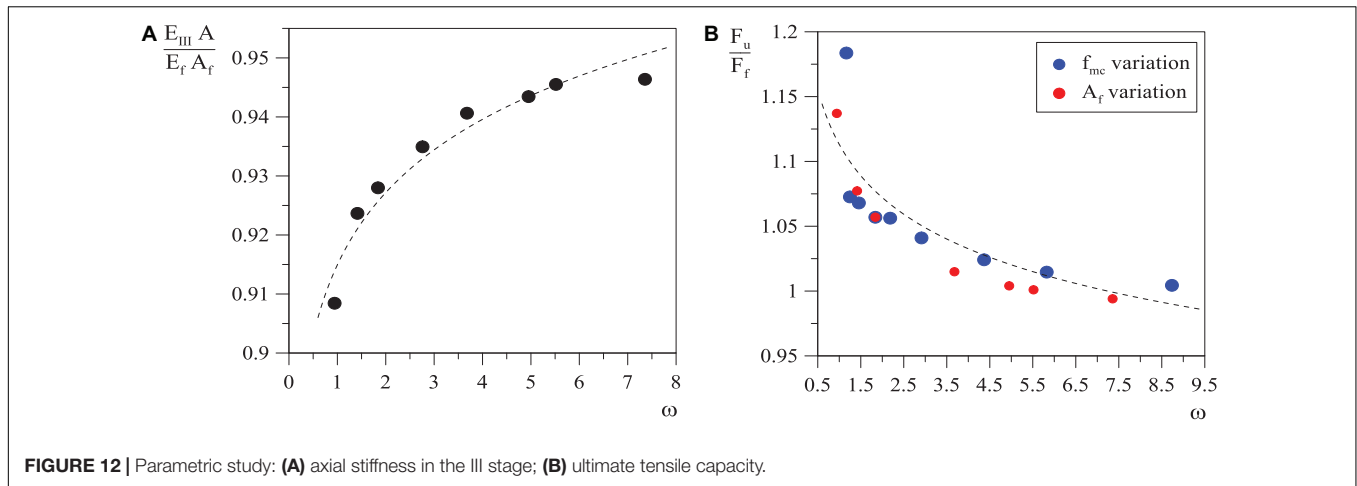 A E_III A
E_f A_f
0.95
0.94
0.93
0.92
0.91
0.9
0 1 2 3 4 5 6 7 8
ω
B F_u
F_f
1.2
1.15
1.1
1.05
1
0.95
0.5 1.5 2.5 3.5 4.5 5.5 6.5 7.5 8.5 9.5
ω
f_mc variation
A_f variation
FIGURE 12 | Parametric study: (A) axial stiffness in the III stage; (B) ultimate tensile capacity.